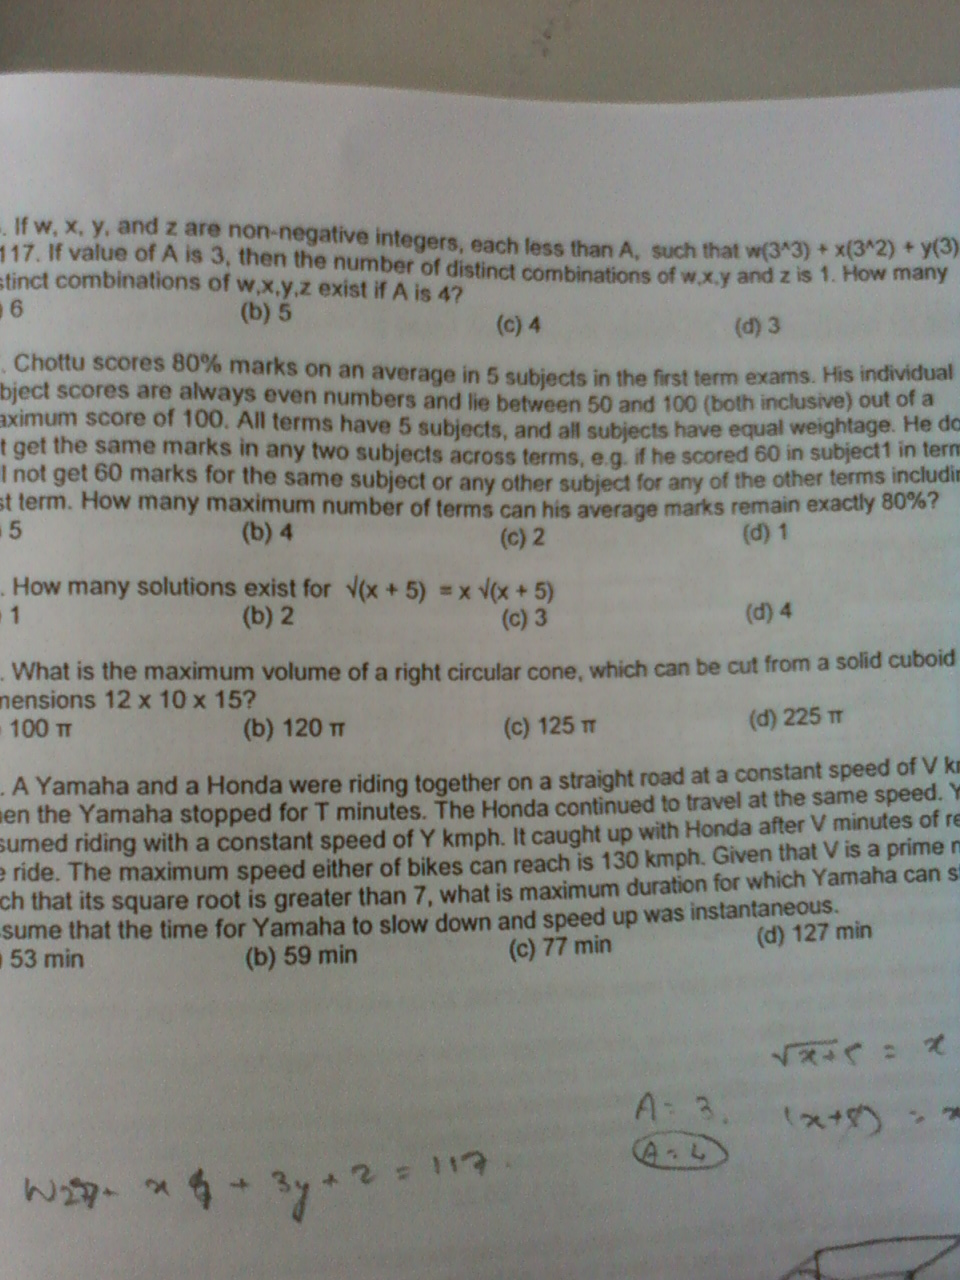 . If w, x, y, and z are non-negative integers, each less than A, such that w(3^3) + x(3^2) + y(3)
117. If value of A is 3, then the number of distinct combinations of w,x,y and z is 1. How many
stinct combinations of w,x,y,z exist if A is 4?
) 6 (b) 5 (c) 4 (d) 3
. Chottu scores 80% marks on an average in 5 subjects in the first term exams. His individual
bject scores are always even numbers and lie between 50 and 100 (both inclusive) out of a
aximum score of 100. All terms have 5 subjects, and all subjects have equal weightage. He do
t get the same marks in any two subjects across terms, e.g. if he scored 60 in subject1 in term
l not get 60 marks for the same subject or any other subject for any of the other terms includin
st term. How many maximum number of terms can his average marks remain exactly 80%?
5 (b) 4 (c) 2 (d) 1
. How many solutions exist for √(x + 5) = x √(x + 5)
1 (b) 2 (c) 3 (d) 4
. What is the maximum volume of a right circular cone, which can be cut from a solid cuboid
mensions 12 x 10 x 15?
100 π (b) 120 π (c) 125 π (d) 225 π
. A Yamaha and a Honda were riding together on a straight road at a constant speed of V km
en the Yamaha stopped for T minutes. The Honda continued to travel at the same speed. Y
sumed riding with a constant speed of Y kmph. It caught up with Honda after V minutes of re
e ride. The maximum speed either of bikes can reach is 130 kmph. Given that V is a prime n
ch that its square root is greater than 7, what is maximum duration for which Yamaha can s
sume that the time for Yamaha to slow down and speed up was instantaneous.
) 53 min (b) 59 min (c) 77 min (d) 127 min
√x+5 = x
A = 3. (x+5) =
A = 4
+ 3y + z = 117